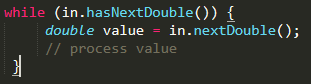 while (in.hasNextDouble()) {
double value = in.nextDouble();
// process value
}